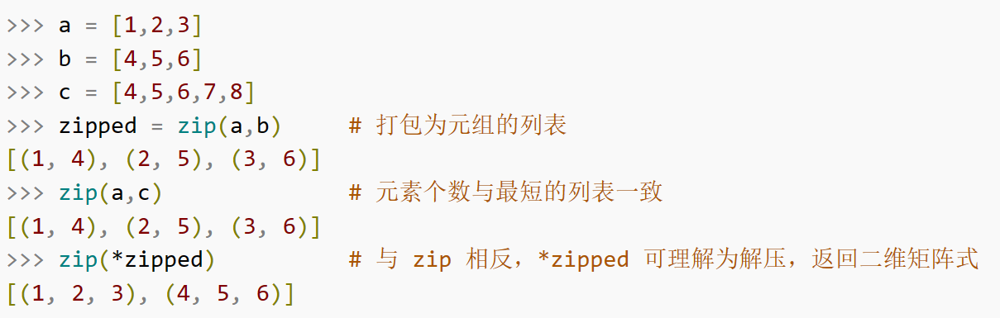 >>> a = [1,2,3]
>>> b = [4,5,6]
>>> c = [4,5,6,7,8]
>>> zipped = zip(a,b)     # 打包为元组的列表
[(1, 4), (2, 5), (3, 6)]
>>> zip(a,c)              # 元素个数与最短的列表一致
[(1, 4), (2, 5), (3, 6)]
>>> zip(*zipped)          # 与 zip 相反，*zipped 可理解为解压，返回二维矩阵式
[(1, 2, 3), (4, 5, 6)]